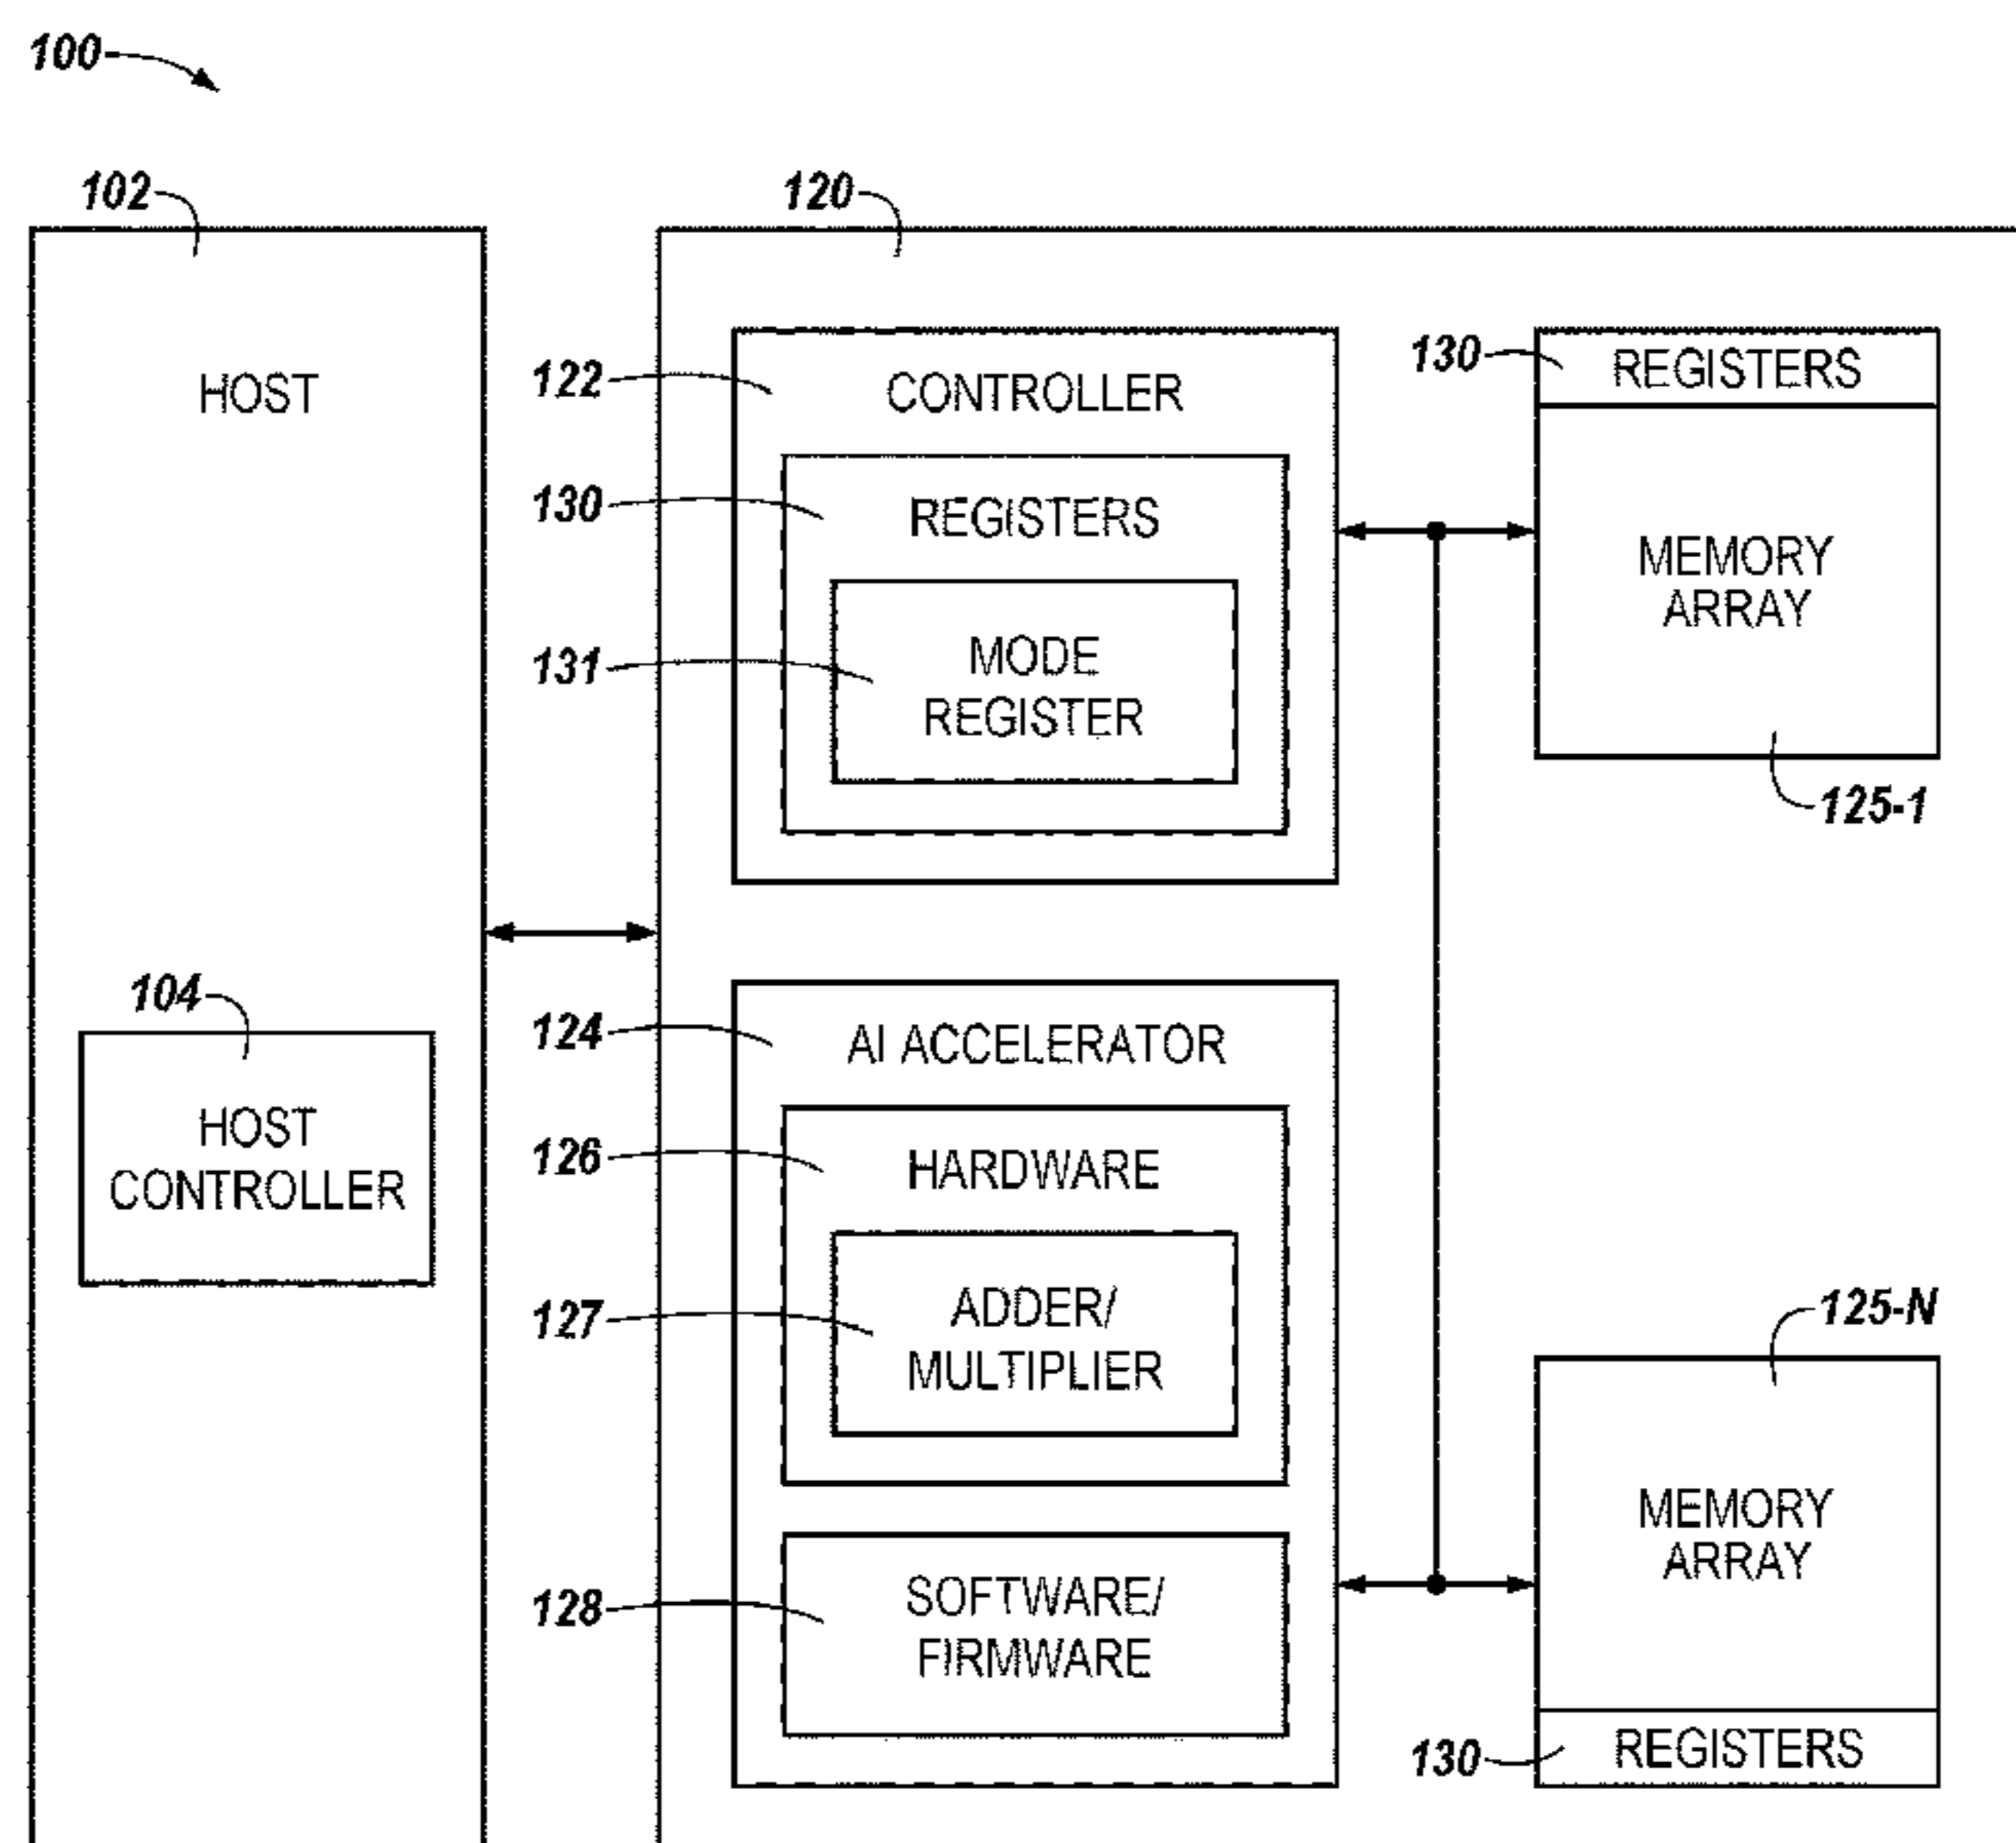 100
102
120
HOST
122
CONTROLLER
130
REGISTERS
130
REGISTERS
MEMORY
ARRAY
131
MODE
REGISTER
125-1
104
HOST
CONTROLLER
124
AI ACCELERATOR
126
HARDWARE
127
ADDER/
MULTIPLIER
125-N
MEMORY
ARRAY
128
SOFTWARE/
FIRMWARE
130
REGISTERS